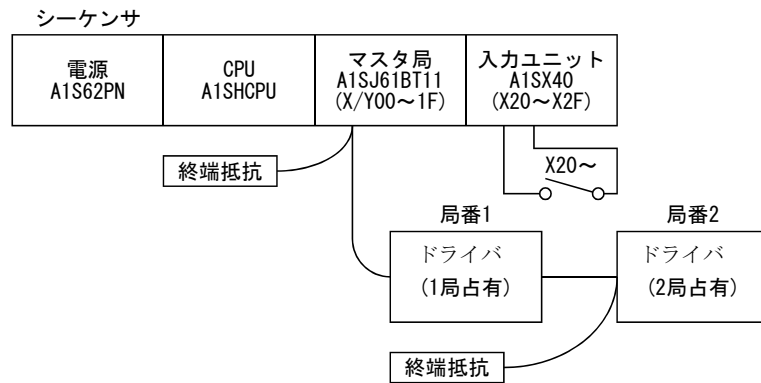 シーケンサ
電源
A1S62PN
CPU
A1SHCPU
マスタ局
A1SJ61BT11
(X/Y00～1F)
入力ユニット
A1SX40
(X20～X2F)
終端抵抗
X20～
局番1
ドライバ
(1局占有)
局番2
ドライバ
(2局占有)
終端抵抗